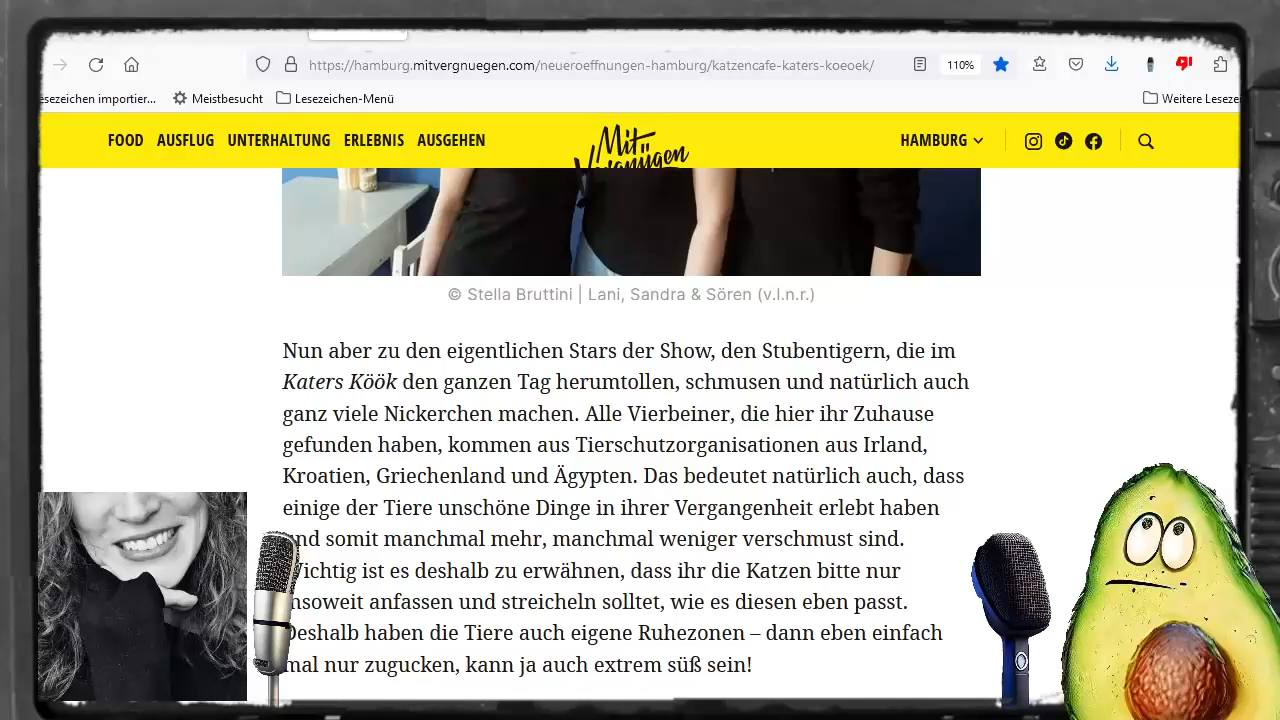 https://hamburg.mitvergnuegen.com/neueroeffnungen-hamburg/katzencafe-katers-koeoek/
110%
esezeichen importier...
Meistbesucht
Lesezeichen-Menü
Weitere Leseze
FOOD AUSFLUG UNTERHALTUNG ERLEBNIS AUSGEHEN
Mit
Vergnügen
HAMBURG
© Stella Bruttini | Lani, Sandra & Sören (v.l.n.r.)
Nun aber zu den eigentlichen Stars der Show, den Stubentigern, die im
Katers Köök den ganzen Tag herumtollen, schmusen und natürlich auch
ganz viele Nickerchen machen. Alle Vierbeiner, die hier ihr Zuhause
gefunden haben, kommen aus Tierschutzorganisationen aus Irland,
Kroatien, Griechenland und Ägypten. Das bedeutet natürlich auch, dass
einige der Tiere unschöne Dinge in ihrer Vergangenheit erlebt haben
und somit manchmal mehr, manchmal weniger verschmust sind.
Wichtig ist es deshalb zu erwähnen, dass ihr die Katzen bitte nur
insoweit anfassen und streicheln solltet, wie es diesen eben passt.
Deshalb haben die Tiere auch eigene Ruhezonen – dann eben einfach
mal nur zugucken, kann ja auch extrem süß sein!